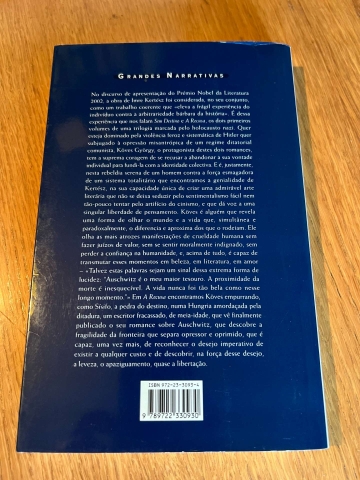 GRANDES NARRATIVAS
No discurso de apresentação do Prémio Nobel da Literatura
2002, a obra de Imre Kertész foi considerada, no seu conjunto,
como um trabalho coerente que «eleva a frágil experiência do
indivíduo contra a arbitrariedade bárbara da história». É dessa
experiência que nos falam Sem Destino e A Recusa, os dois primeiros
volumes de uma trilogia marcada pelo holocausto nazi. Quer
esteja dominado pela violência feroz e sistemática de Hitler quer
subjugado à opressão misantrópica de um regime ditatorial
comunista, Köves György, o protagonista destes dois romances,
tem a suprema coragem de se recusar a abandonar a sua vontade
individual para fundi-la com a identidade colectiva. E é, justamente,
nesta rebeldia serena de um homem contra a força esmagadora
de um sistema totalitário que encontramos a genialidade de
Kertész, na sua capacidade única de criar uma admirável arte
literária que não se deixa seduzir pelo sentimentalismo fácil nem
tão-pouco tentar pelo artifício do cinismo, e que dá voz a uma
singular liberdade de pensamento. Köves é alguém que revela
uma forma de olhar o mundo e a vida que, simultânea e
paradoxalmente, o diferencia e aproxima dos que o rodeiam. Ele
olha as mais atrozes manifestações de crueldade humana sem
fazer juízos de valor, sem se sentir moralmente indignado, sem
perder a confiança na humanidade, e, acima de tudo, é capaz de
transmutar esses momentos em beleza, em literatura, em amor
– «Talvez estas palavras sejam um sinal dessa extrema forma de
lucidez: "Auschwitz é o meu maior tesouro. A proximidade da
morte é inesquecível. A vida nunca foi tão bela como nesse
longo momento."» Em A Recusa encontramos Köves empurrando,
como Sísifo, a pedra do destino, numa Hungria amordaçada pela
ditadura, um escritor fracassado, de meia-idade, que vê finalmente
publicado o seu romance sobre Auschwitz, que descobre a
fragilidade da fronteira que separa opressor e oprimido, que é
capaz, uma vez mais, de reconhecer o desejo imperativo de
existir a qualquer custo e de descobrir, na força desse desejo,
a leveza, o apaziguamento, quase a libertação.
ISBN 972-23-3093-4
9 789722 330930